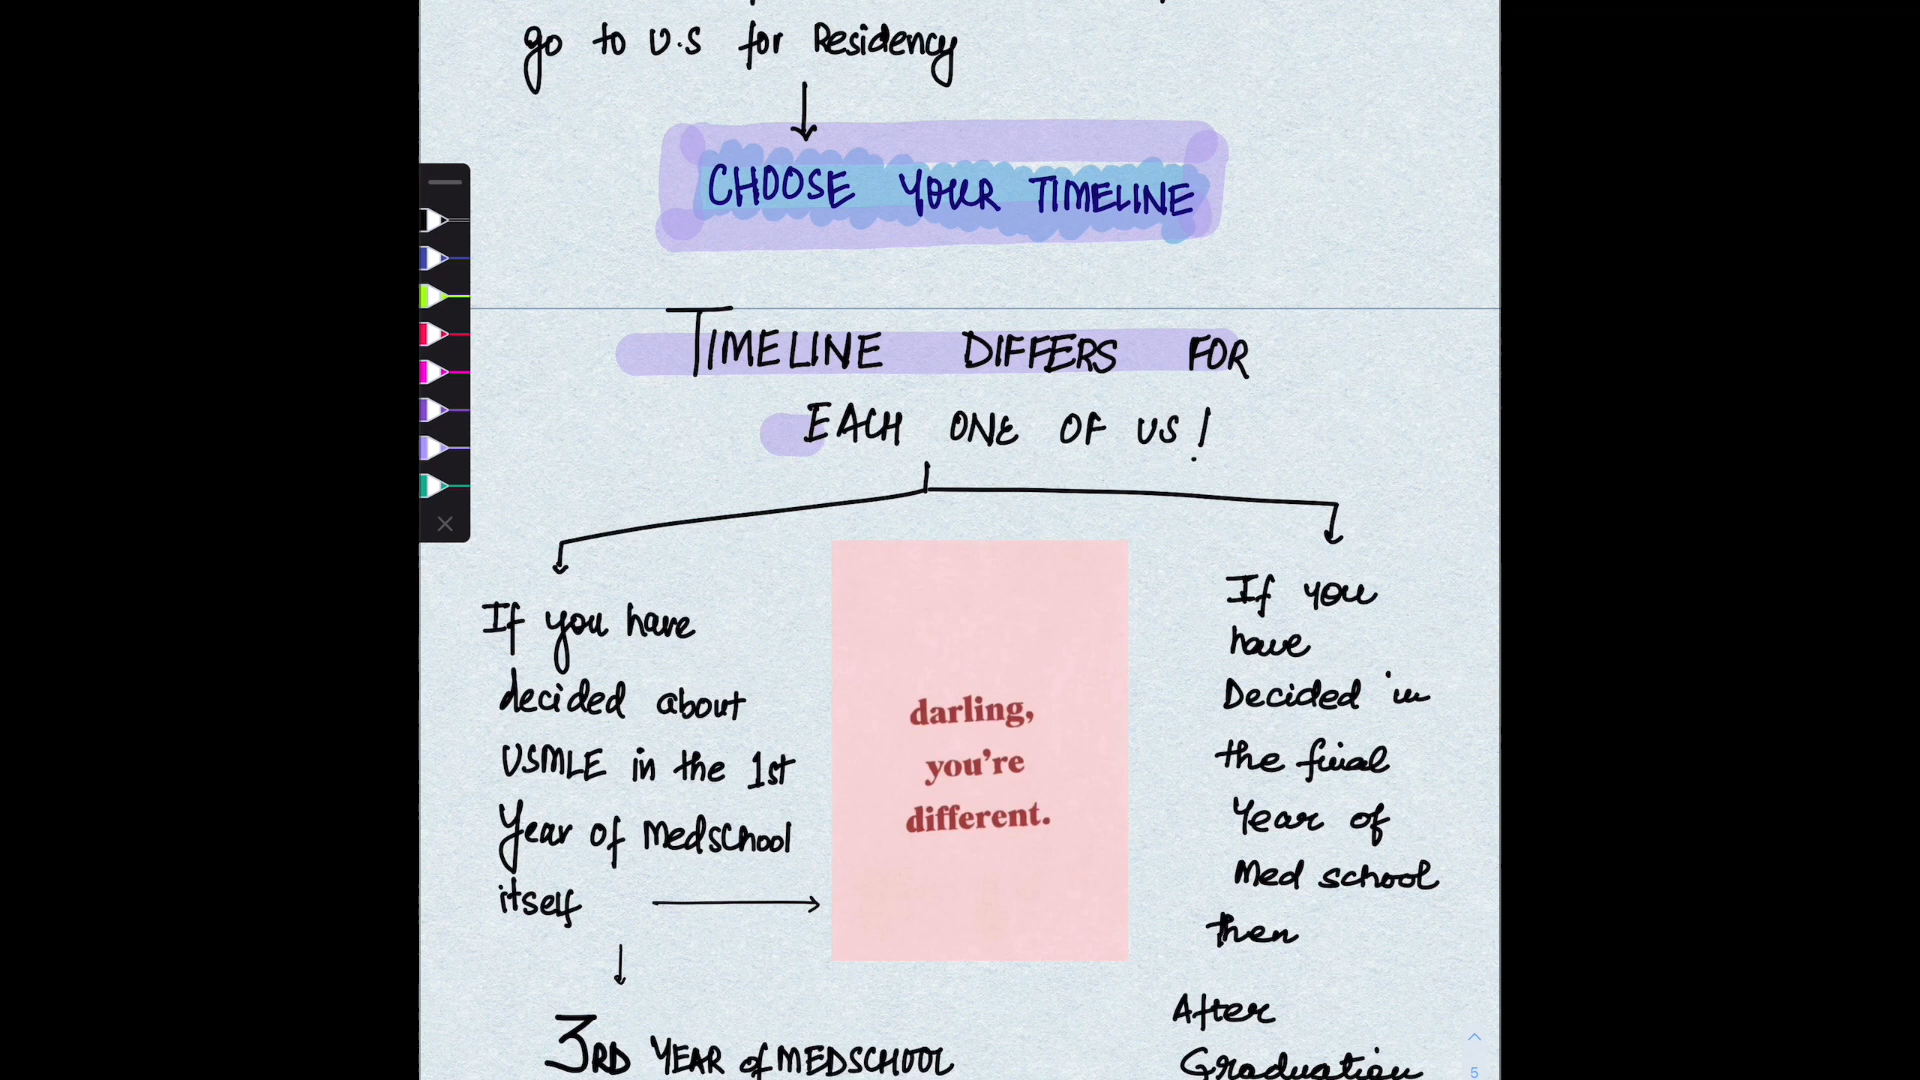 go to U.S for Residency
CHOOSE YOUR TIMELINE
TIMELINE DIFFERS FOR
EACH ONE OF US!
If you have
decided about
USMLE in the 1st
Year of Medschool
itself
3RD YEAR of MEDSCHOOL
darling,
you're
different.
If you
have
Decided in
the final
Year of
Med school
then
After
Graduation
5